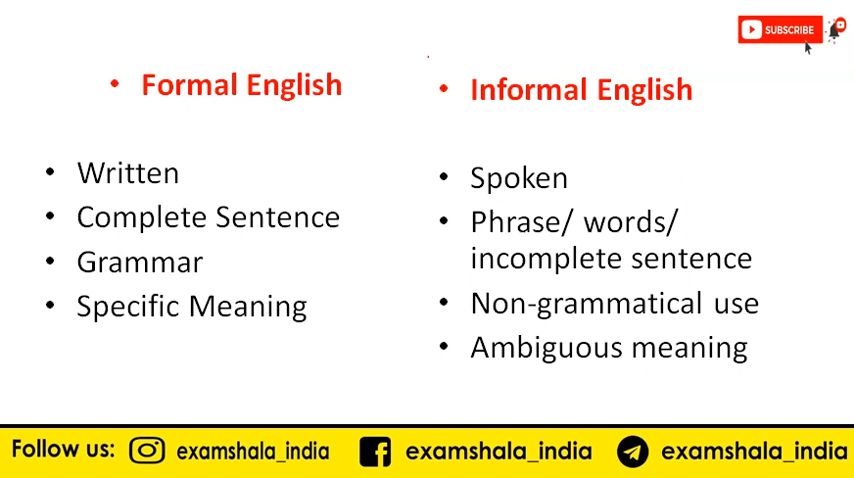 SUBSCRIBE
• Formal English
• Written
• Complete Sentence
• Grammar
• Specific Meaning
• Informal English
• Spoken
• Phrase/ words/
incomplete sentence
• Non-grammatical use
• Ambiguous meaning
Follow us: examshala_india examshala_india examshala_india